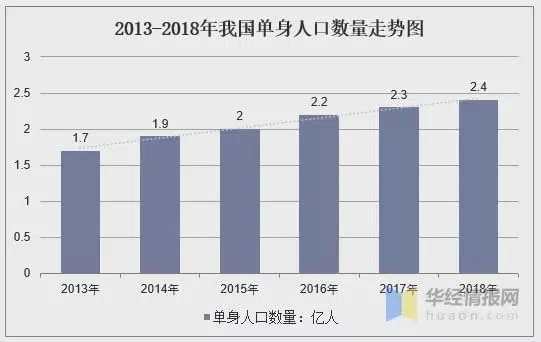 2013-2018年我国单身人口数量走势图
3
2.5
2
1.5
1
0.5
0
1.7
1.9
2
2.2
2.3
2.4
2013年
2014年
2015年
2016年
2017年
2018年
单身人口数量：亿人
华经情报网
huaon.com